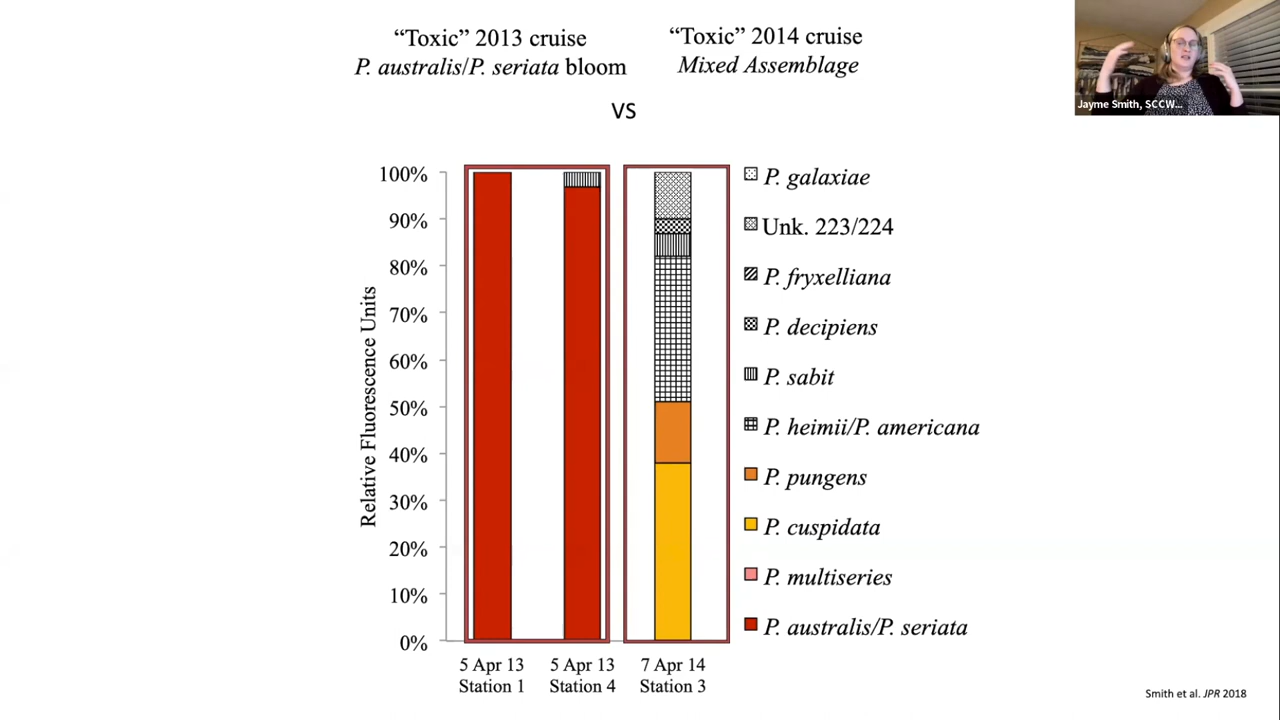 “Toxic” 2013 cruise
P. australis/P. seriata bloom
“Toxic” 2014 cruise
Mixed Assemblage
VS
Jayme Smith, SCCW...
Relative Fluorescence Units
100%
90%
80%
70%
60%
50%
40%
30%
20%
10%
0%
5 Apr 13
Station 1
5 Apr 13
Station 4
7 Apr 14
Station 3
P. galaxiae
Unk. 223/224
P. fryxelliana
P. decipiens
P. sabit
P. heimii/P. americana
P. pungens
P. cuspidata
P. multiseries
P. australis/P. seriata
Smith et al. JPR 2018